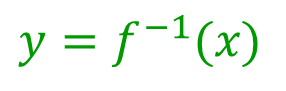 y = f⁻¹(x)